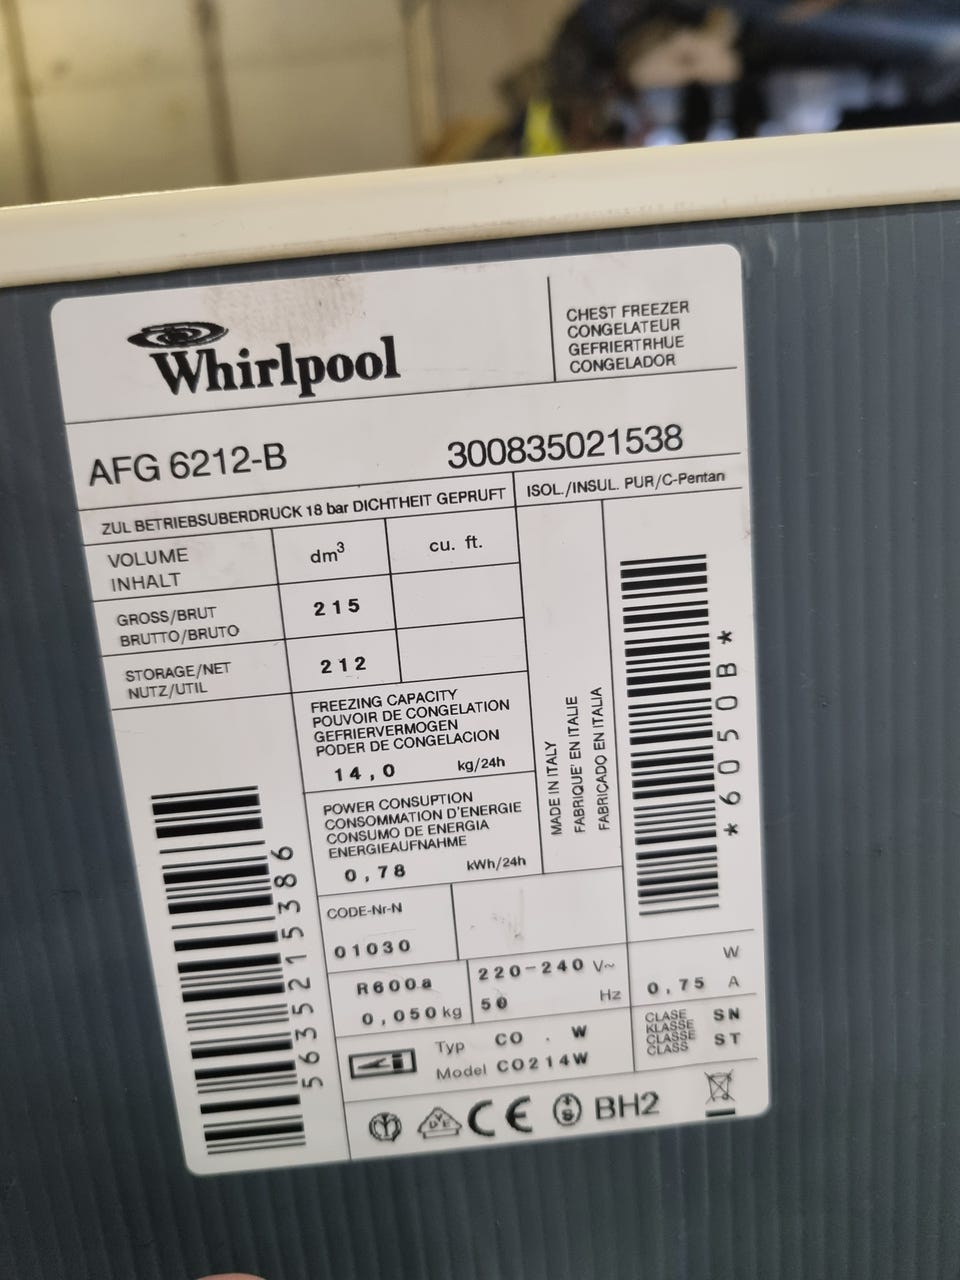 Whirlpool
CHEST FREEZER
CONGELATEUR
GEFRIERTRHUE
CONGELADOR
AFG 6212-B
300835021538
ZUL BETRIEBSUBERDRUCK 18 bar DICHTHEIT GEPRUFT
ISOL./INSUL. PUR/C-Pentan
VOLUME
INHALT
dm³
cu. ft.
GROSS/BRUT
BRUTTO/BRUTO
215
STORAGE/NET
NUTZ/UTIL
212
FREEZING CAPACITY
POUVOIR DE CONGELATION
GEFRIERVERMOGEN
PODER DE CONGELACION
14,0 kg/24h
POWER CONSUPTION
CONSOMMATION D'ENERGIE
CONSUMO DE ENERGIA
ENERGIEAUFNAHME
0,78 kWh/24h
MADE IN ITALY
FABRIQUE' EN ITALIE
FABRICADO EN ITALIA
*6050B*
5635215386
CODE-Nr-N
01030
R600a
0,050 kg
220-240 V~
50 Hz
W
0,75 A
Typ CO . W
Model CO214W
CLASE
KLASSE
CLASSE
CLASS
SN
ST
DVE
CE
S
BH2